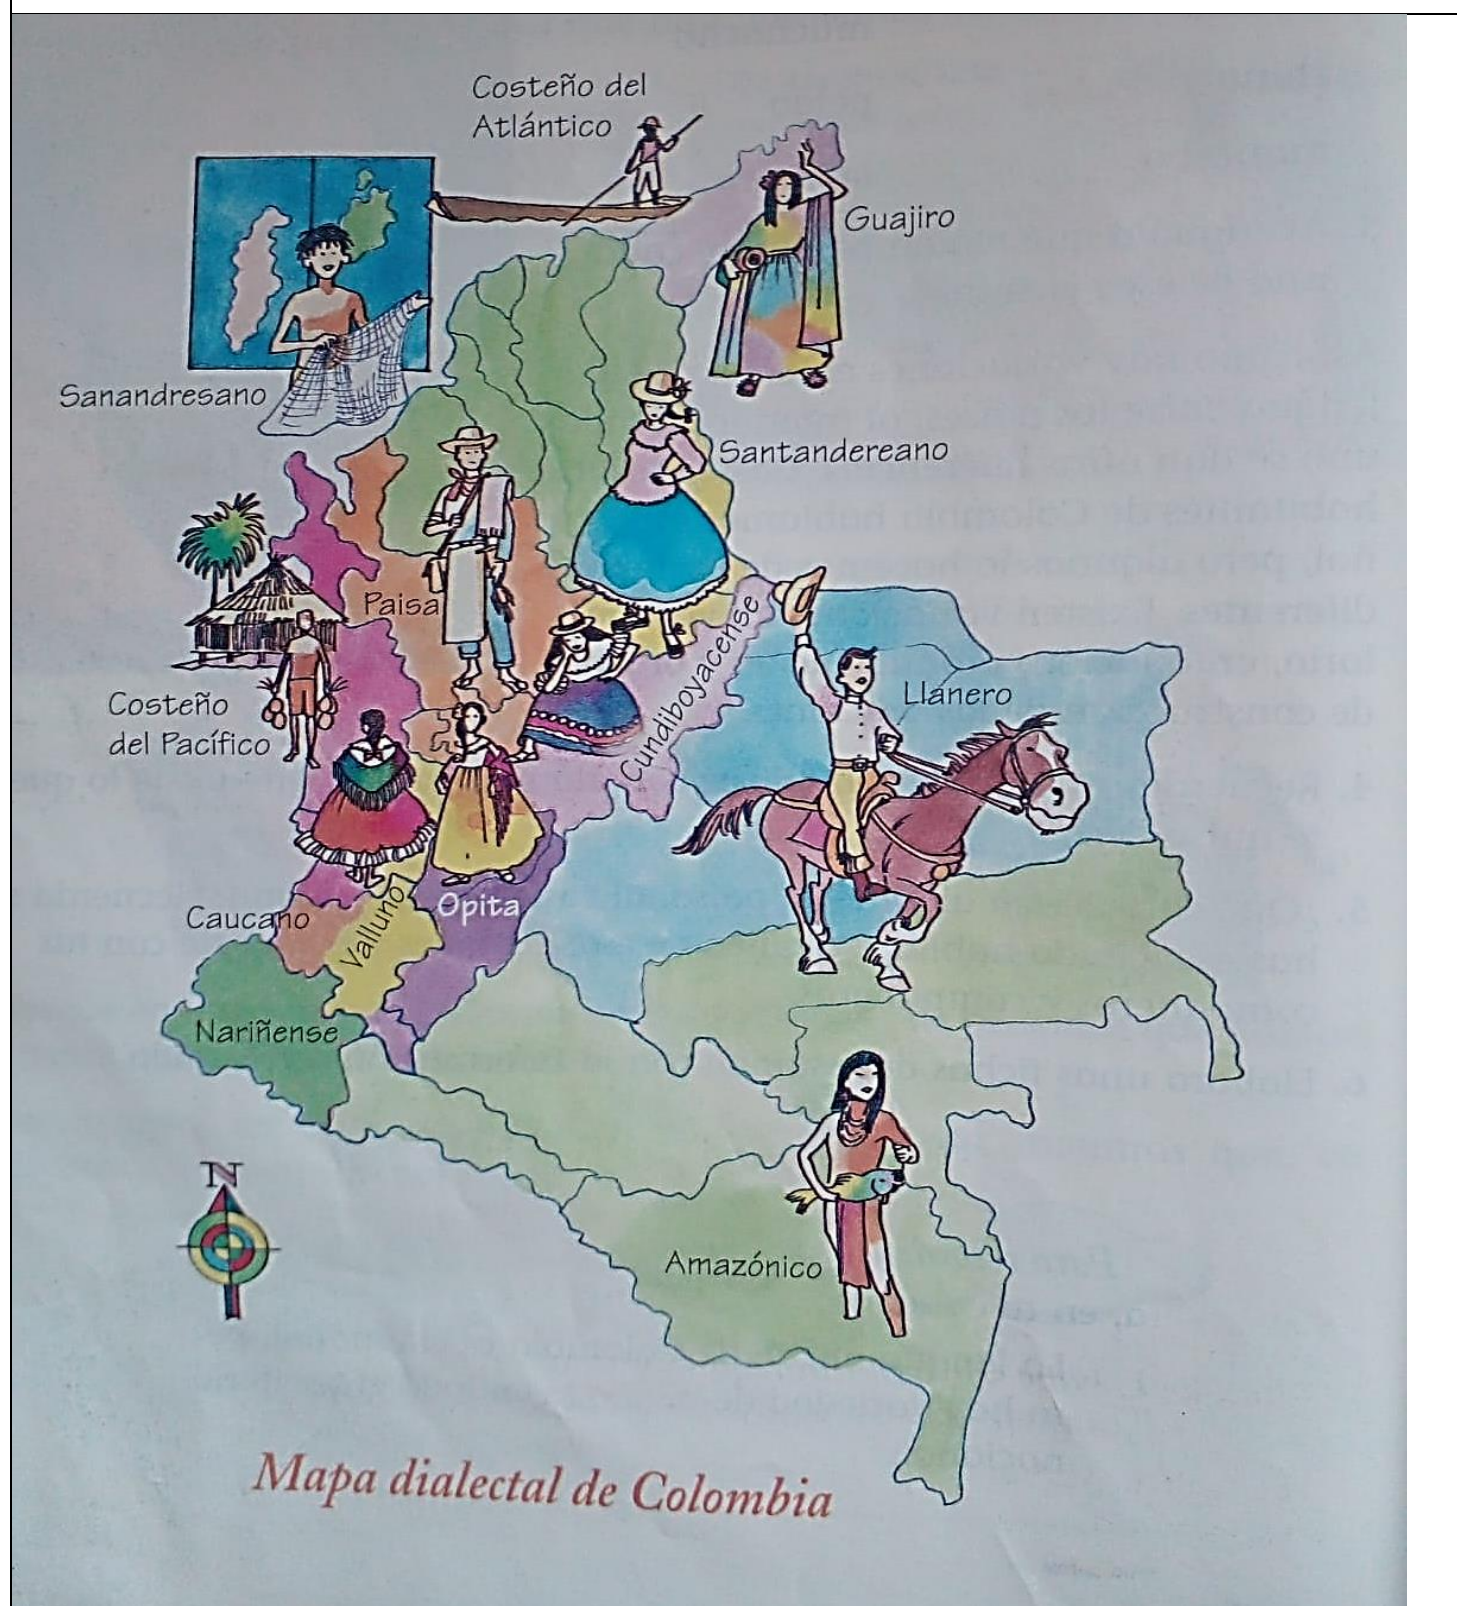 Costeño del
Atlántico
Guajiro
Sanandresano
Santandereano
Paisa
Cundiboyacense
Llanero
Costeño
del Pacífico
Caucano
Valluno
Opita
Nariñense
N
Amazónico
Mapa dialectal de Colombia